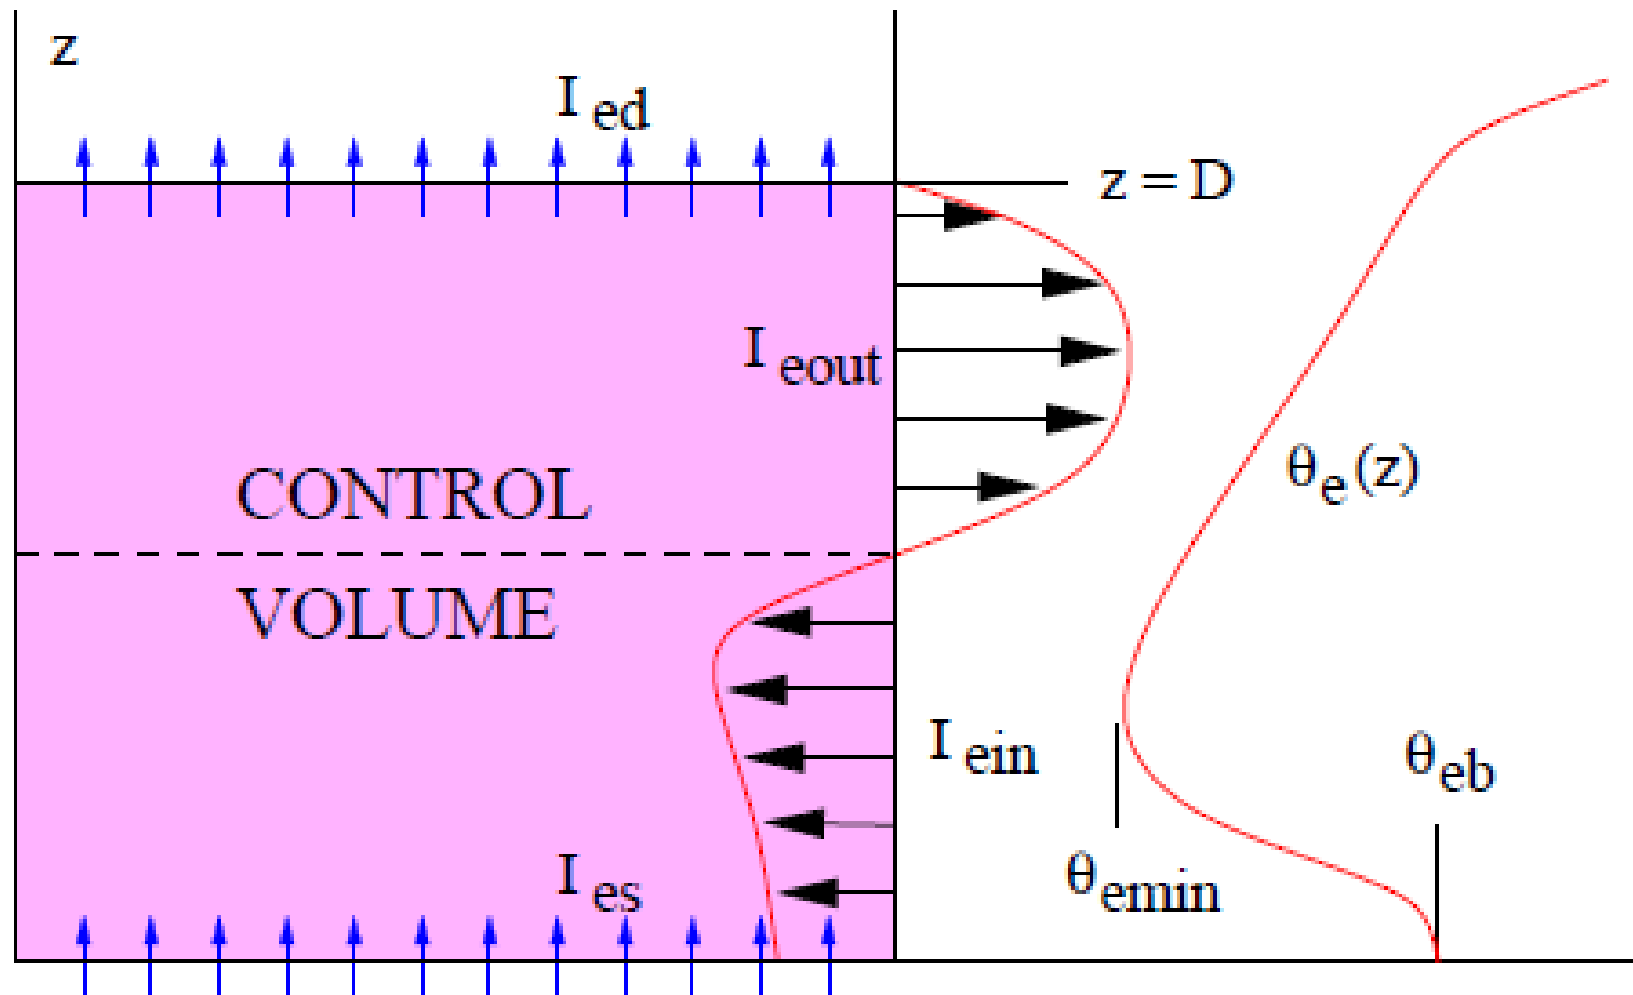 z
I ed
z = D
I eout
θe(z)
CONTROL
VOLUME
I ein
θeb
θemin
I es